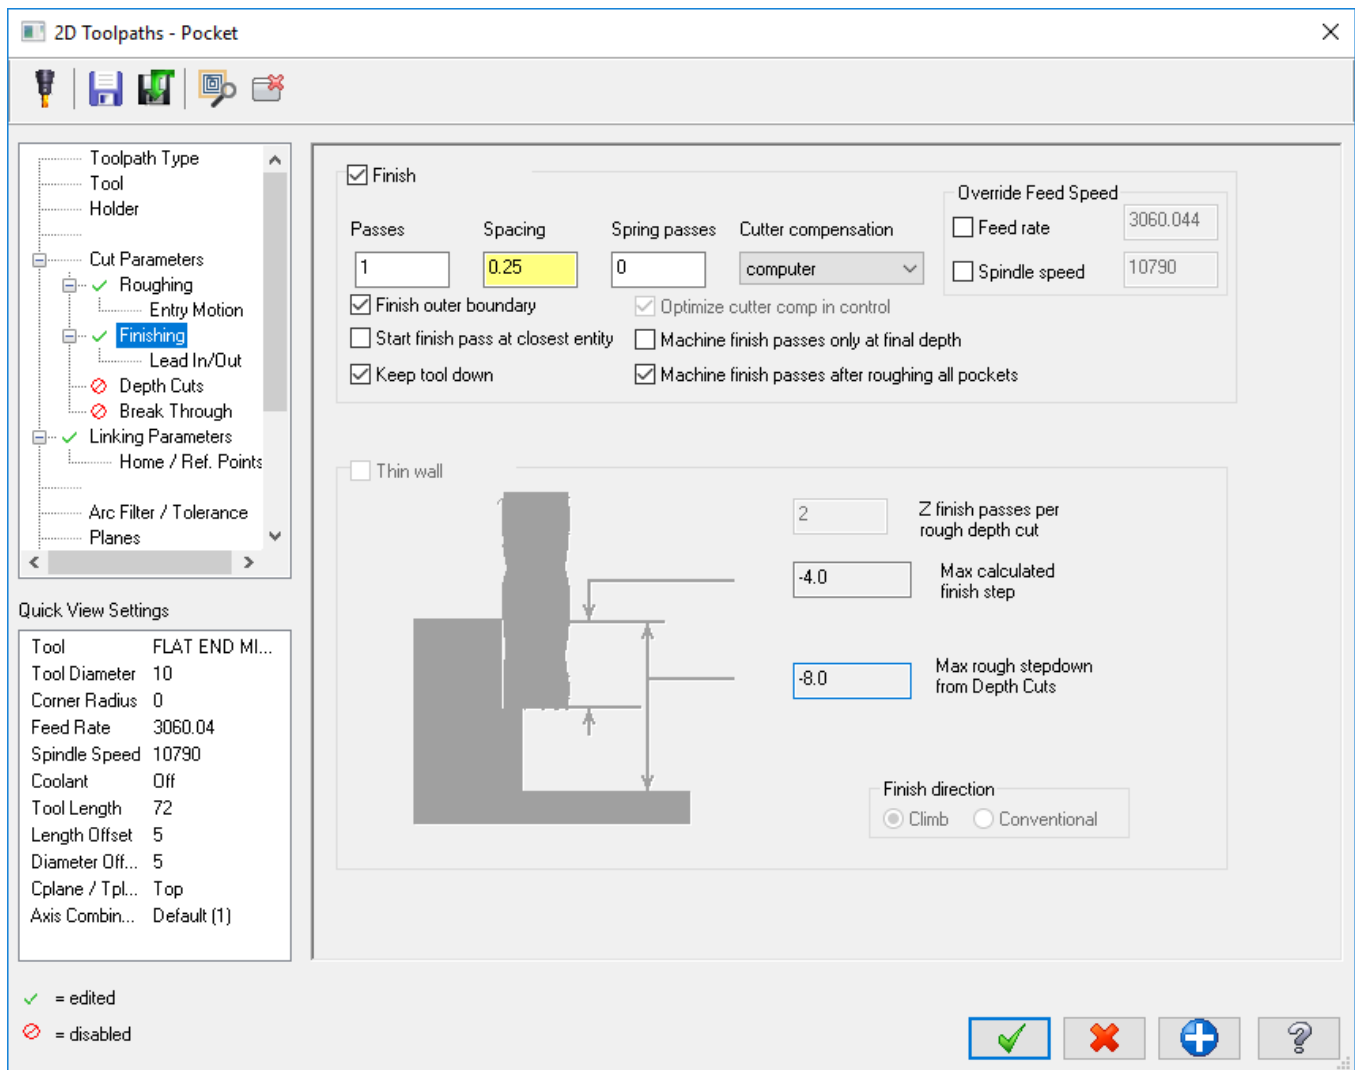 2D Toolpaths - Pocket
Toolpath Type
Tool
Holder
Cut Parameters
Roughing
Entry Motion
Finishing
Lead In/Out
Depth Cuts
Break Through
Linking Parameters
Home / Ref. Points
Arc Filter / Tolerance
Planes
Quick View Settings
Tool FLAT END MI...
Tool Diameter 10
Corner Radius 0
Feed Rate 3060.04
Spindle Speed 10790
Coolant Off
Tool Length 72
Length Offset 5
Diameter Off... 5
Cplane / Tpl... Top
Axis Combin... Default (1)
= edited
= disabled
Finish
Passes Spacing Spring passes Cutter compensation
1 0.25 0 computer
Override Feed Speed
Feed rate 3060.044
Spindle speed 10790
Finish outer boundary Optimize cutter comp in control
Start finish pass at closest entity Machine finish passes only at final depth
Keep tool down Machine finish passes after roughing all pockets
Thin wall
2 Z finish passes per
rough depth cut
-4.0 Max calculated
finish step
-8.0 Max rough stepdown
from Depth Cuts
Finish direction
Climb Conventional